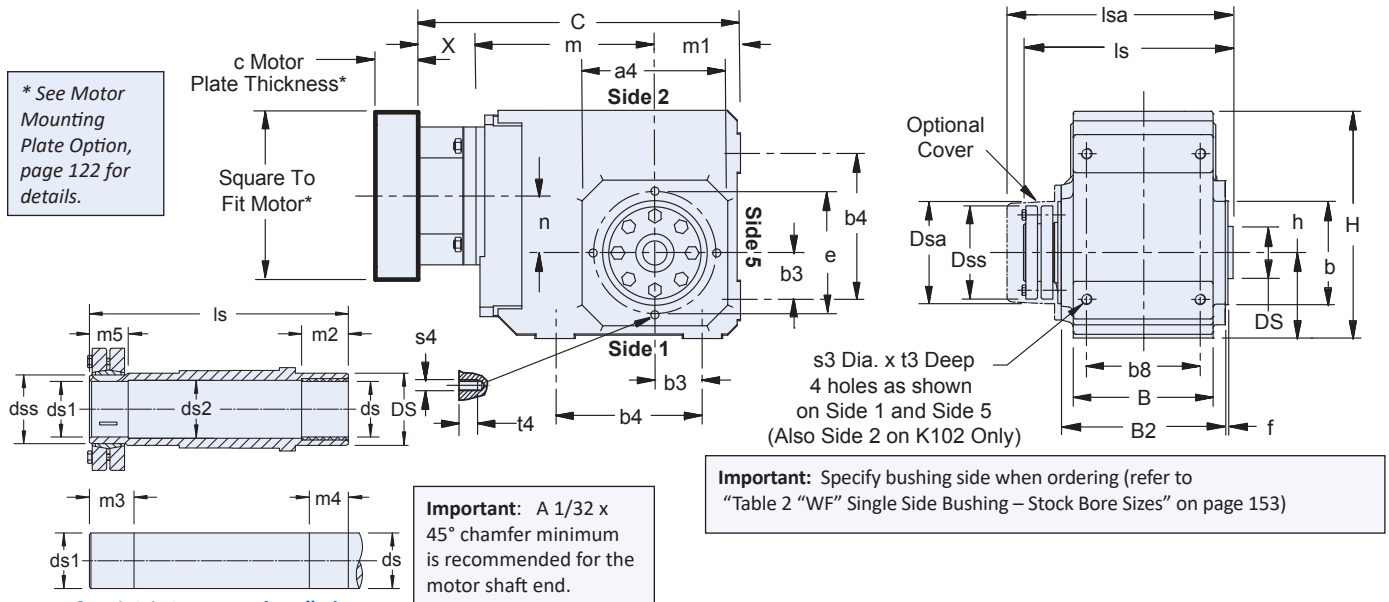 * See Motor
Mounting
Plate Option,
page 122 for
details.
c Motor
Plate Thickness*
C
X
m
m1
a4
Side 2
Square To
Fit Motor*
n
b4
e
b3
Side 5
Side 1
b3
b4
s4
t4
ls
m5
m2
dss
ds1
ds2
ds
DS
m3
m4
ds1
ds
Important: A 1/32 x
45° chamfer minimum
is recommended for the
motor shaft end.
lsa
ls
Optional
Cover
Dsa
Dss
h
H
b
DS
s3 Dia. x t3 Deep
4 holes as shown
on Side 1 and Side 5
(Also Side 2 on K102 Only)
b8
B
B2
f
Important: Specify bushing side when ordering (refer to
"Table 2 "WF" Single Side Bushing – Stock Bore Sizes" on page 153)